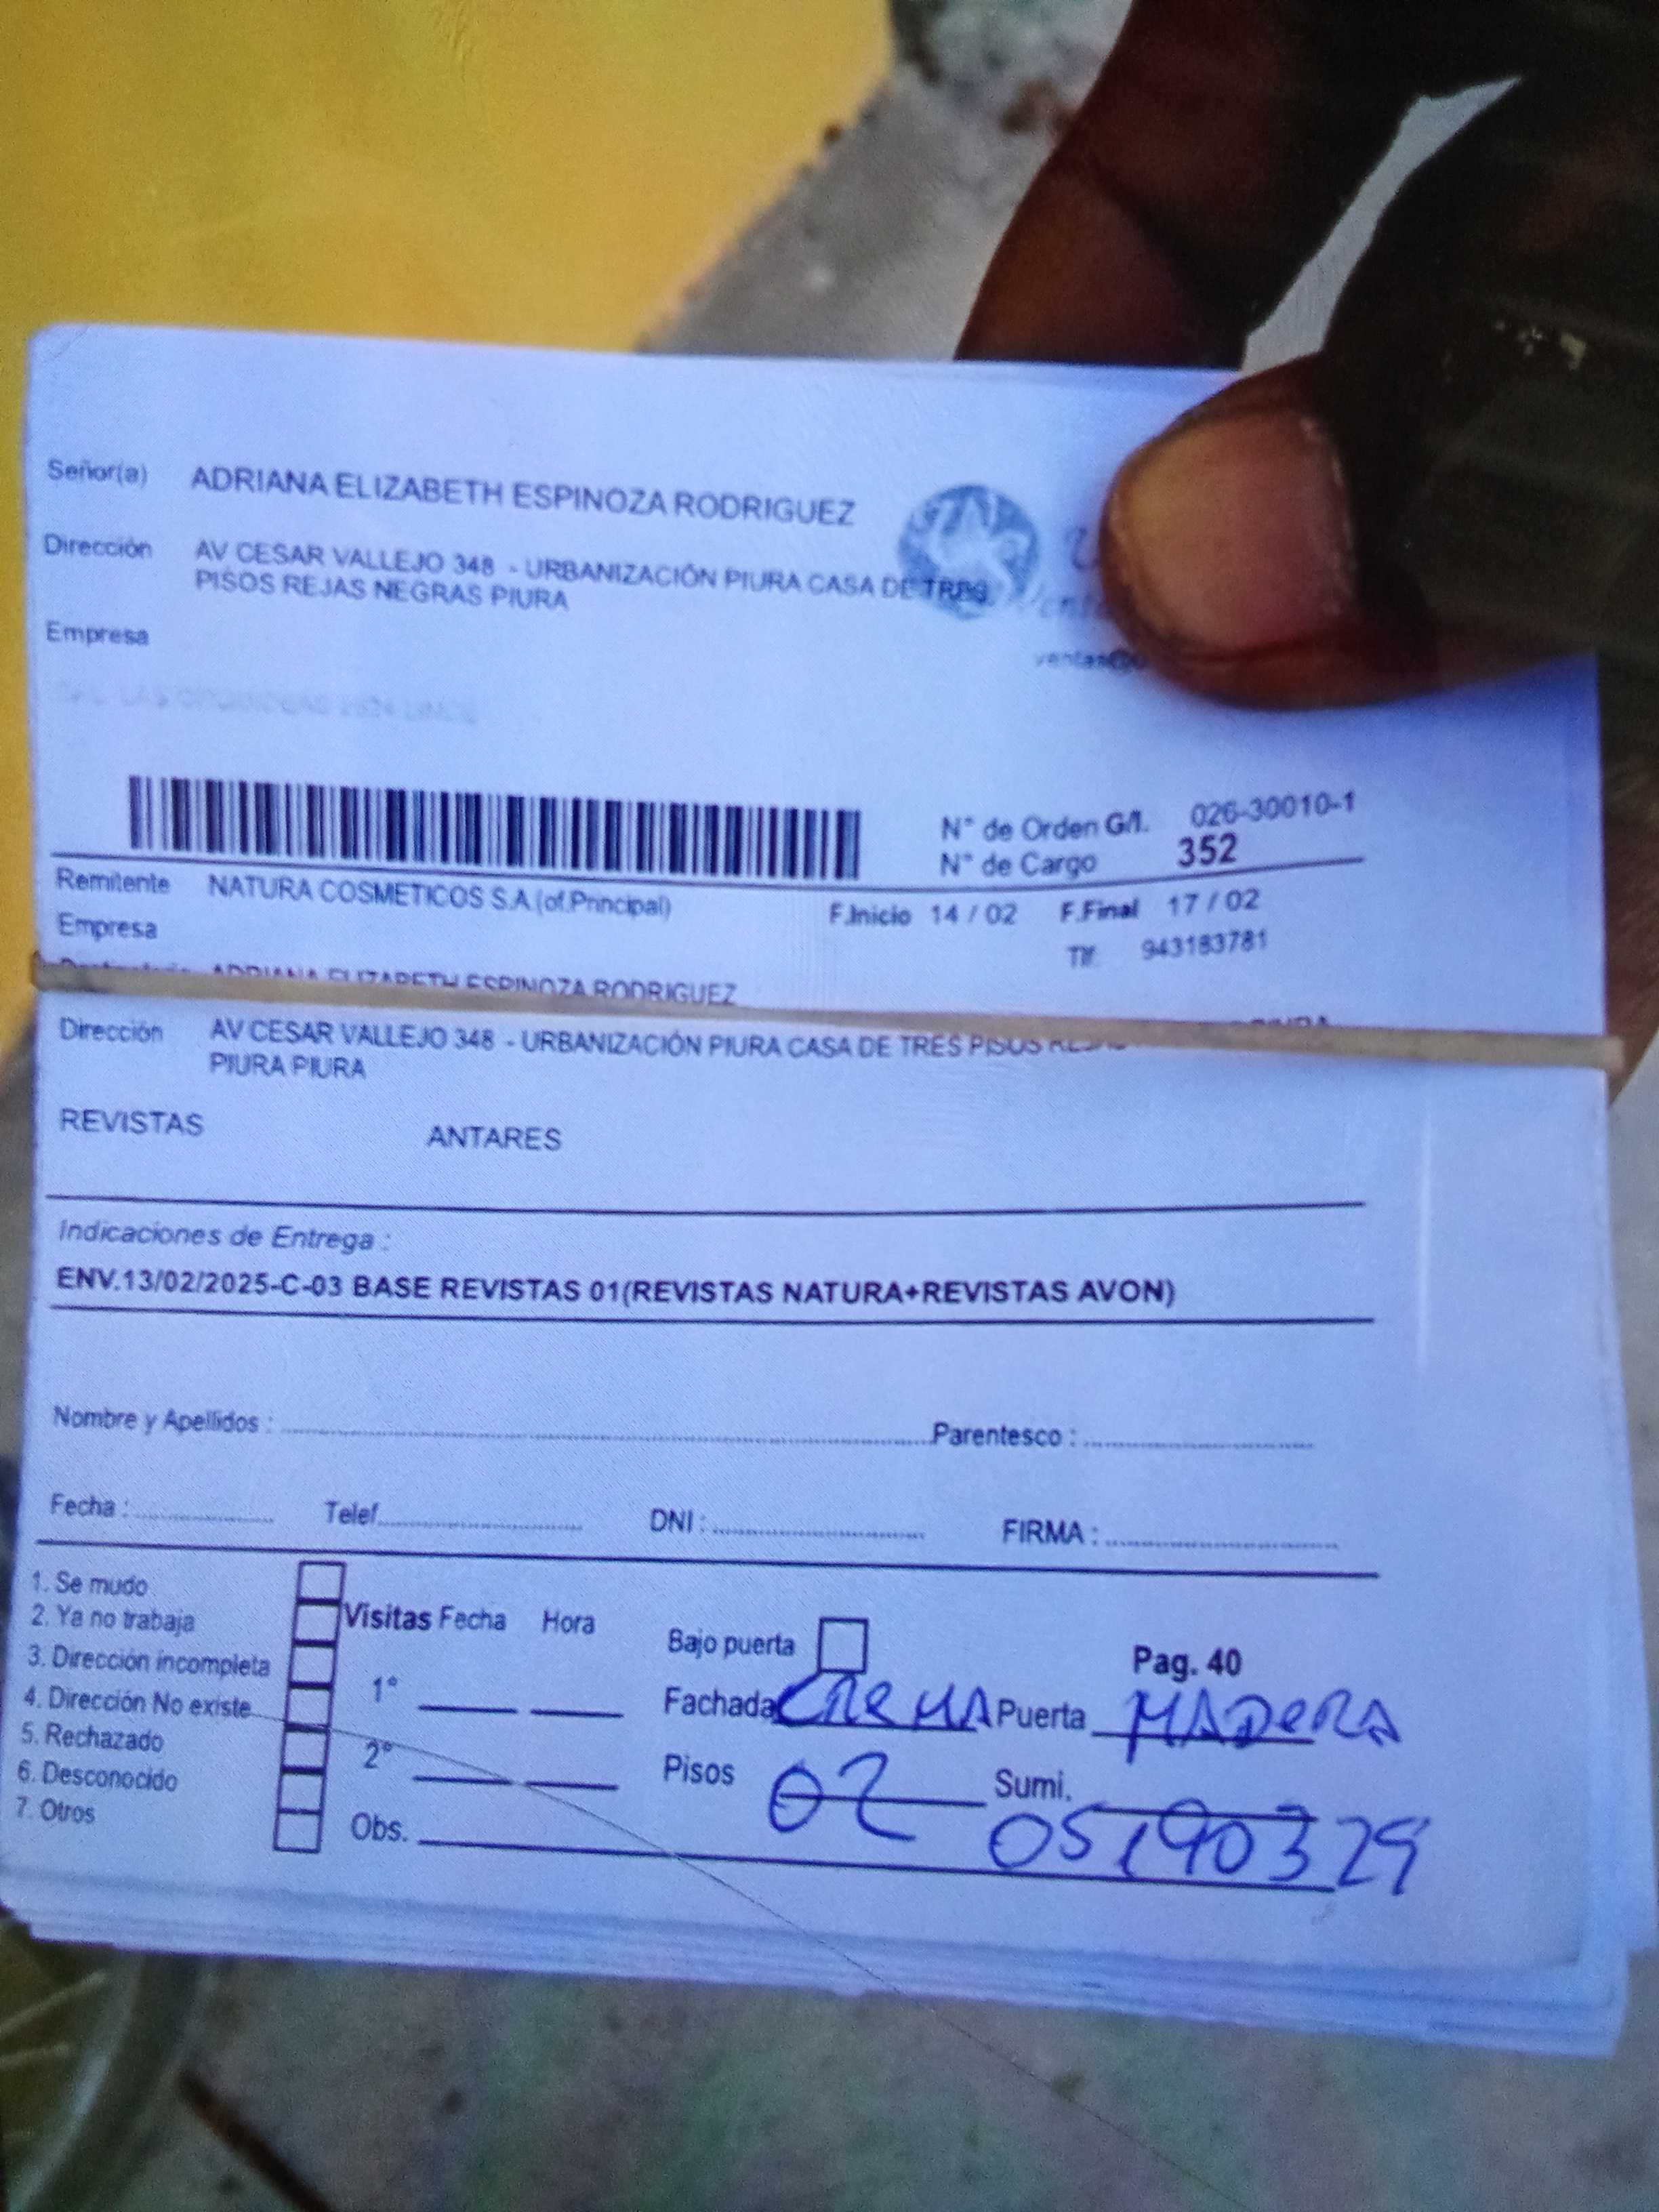 Señor(a) ADRIANA ELIZABETH ESPINOZA RODRIGUEZ
Dirección AV CESAR VALLEJO 348 - URBANIZACIÓN PIURA CASA DE TRES
PISOS REJAS NEGRAS PIURA
Empresa
ventas@
N° de Orden G/I. 026-30010-1
N° de Cargo 352
Remitente NATURA COSMETICOS S.A (of.Principal)
F.Inicio 14 / 02 F.Final 17 / 02
Empresa
Tlf. 943183781
ADRIANA ELIZABETH ESPINOZA RODRIGUEZ
Dirección AV CESAR VALLEJO 348 - URBANIZACIÓN PIURA CASA DE TRES PISOS
PIURA PIURA
REVISTAS ANTARES
Indicaciones de Entrega :
ENV.13/02/2025-C-03 BASE REVISTAS 01(REVISTAS NATURA+REVISTAS AVON)
Nombre y Apellidos : Parentesco :
Fecha : Telef. DNI : FIRMA :
1. Se mudo
2. Ya no trabaja
3. Dirección incompleta
4. Dirección No existe
5. Rechazado
6. Desconocido
7. Otros
Visitas Fecha Hora
1°
2°
Obs.
Bajo puerta Pag. 40
Fachada CREMA Puerta MADERA
Pisos 02 Sumi.
05190329